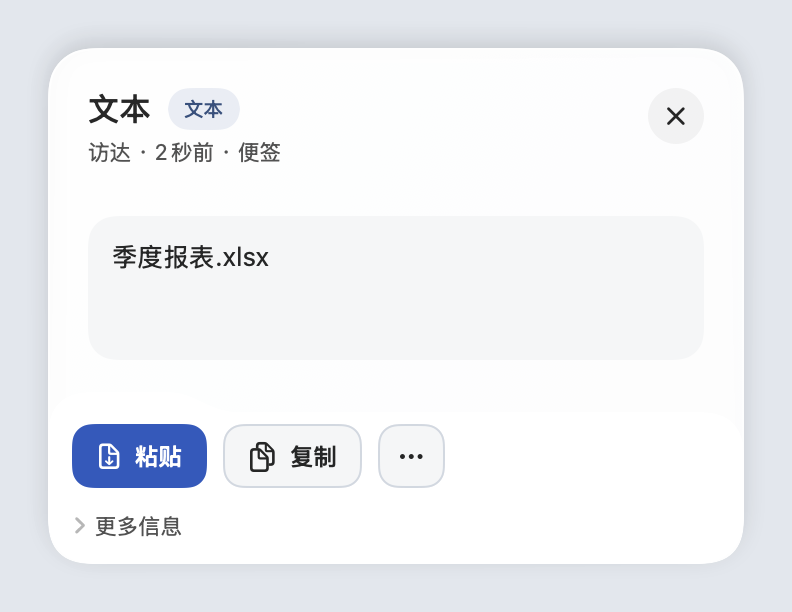 文本 文本
访达 · 2 秒前 · 便签
季度报表.xlsx
粘贴 复制 ···
更多信息